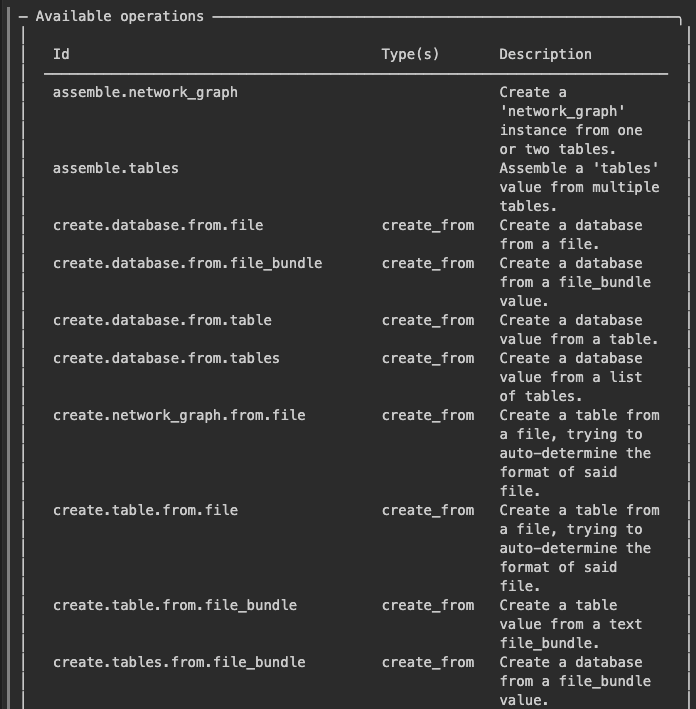 Available operations
Id Type(s) Description
assemble.network_graph Create a
'network_graph'
instance from one
or two tables.
assemble.tables Assemble a 'tables'
value from multiple
tables.
create.database.from.file create_from Create a database
from a file.
create.database.from.file_bundle create_from Create a database
from a file_bundle
value.
create.database.from.table create_from Create a database
value from a table.
create.database.from.tables create_from Create a database
value from a list
of tables.
create.network_graph.from.file create_from Create a table from
a file, trying to
auto-determine the
format of said
file.
create.table.from.file create_from Create a table from
a file, trying to
auto-determine the
format of said
file.
create.table.from.file_bundle create_from Create a table
value from a text
file_bundle.
create.tables.from.file_bundle create_from Create a database
from a file_bundle
value.